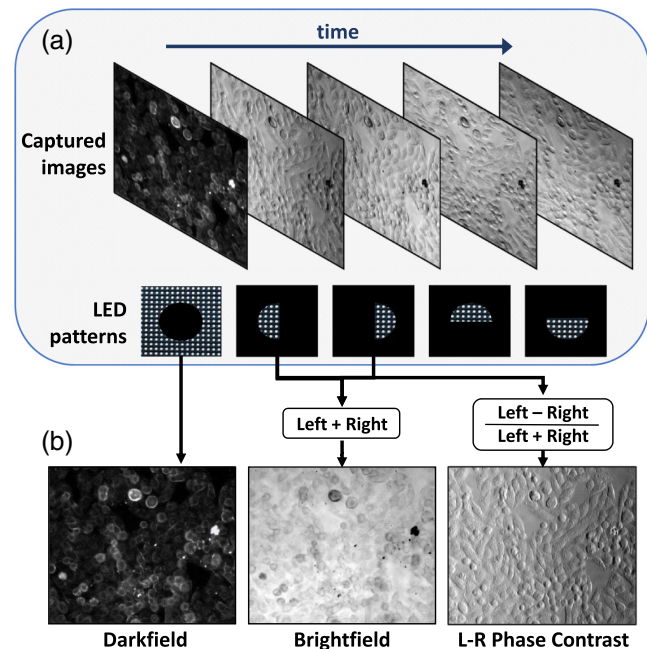 (a)
time
Captured
images
LED
patterns
(b)
Left + Right
Left – Right
Left + Right
Darkfield
Brightfield
L-R Phase Contrast